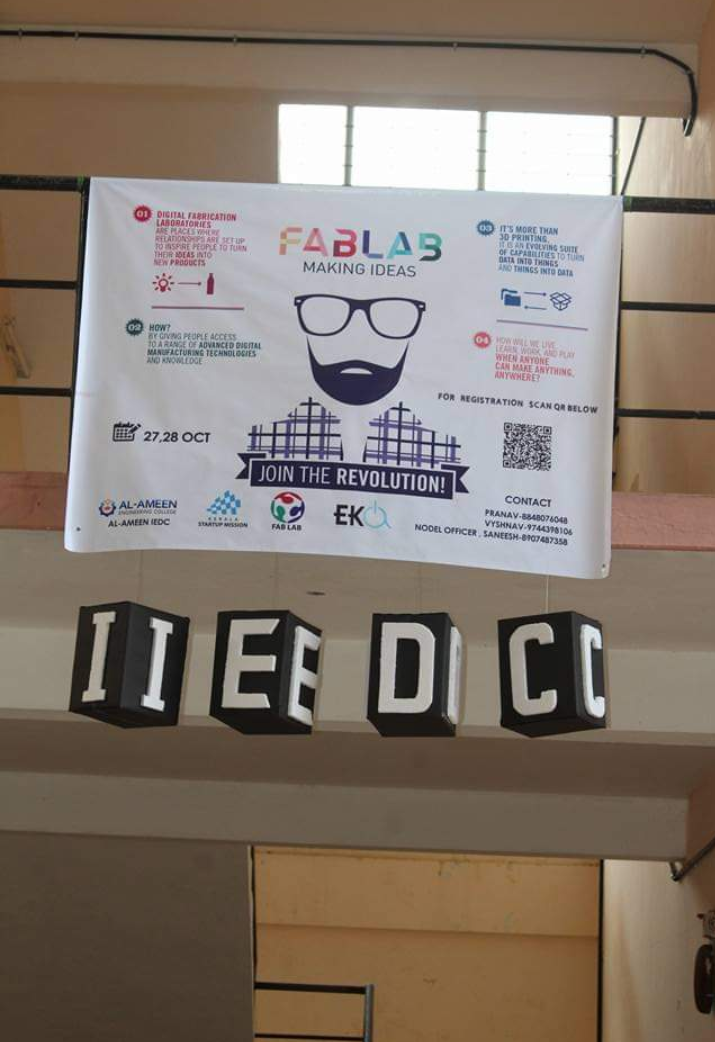 01 DIGITAL FABRICATION
LABORATORIES
ARE PLACES WHERE
RELATIONSHIPS ARE SET UP
TO INSPIRE PEOPLE TO TURN
THEIR IDEAS INTO
NEW PRODUCTS
02 HOW?
BY GIVING PEOPLE ACCESS
TO A RANGE OF ADVANCED DIGITAL
MANUFACTURING TECHNOLOGIES
AND KNOWLEDGE
FABLAB
MAKING IDEAS
03 IT'S MORE THAN
3D PRINTING,
IT IS AN EVOLVING SUITE
OF CAPABILITIES TO TURN
DATA INTO THINGS
AND THINGS INTO DATA
04 HOW WILL WE LIVE,
LEARN, WORK, AND PLAY
WHEN ANYONE
CAN MAKE ANYTHING,
ANYWHERE?
FOR REGISTRATION SCAN QR BELOW
27,28 OCT
JOIN THE REVOLUTION!
AL-AMEEN
ENGINEERING COLLEGE
AL-AMEEN IEDC
KERALA
STARTUP MISSION
FAB LAB
EKO
CONTACT
PRANAV-8848076048
VYSHNAV-9744398106
NODEL OFFICER , SANEESH-8907487358
I I E E D D C C